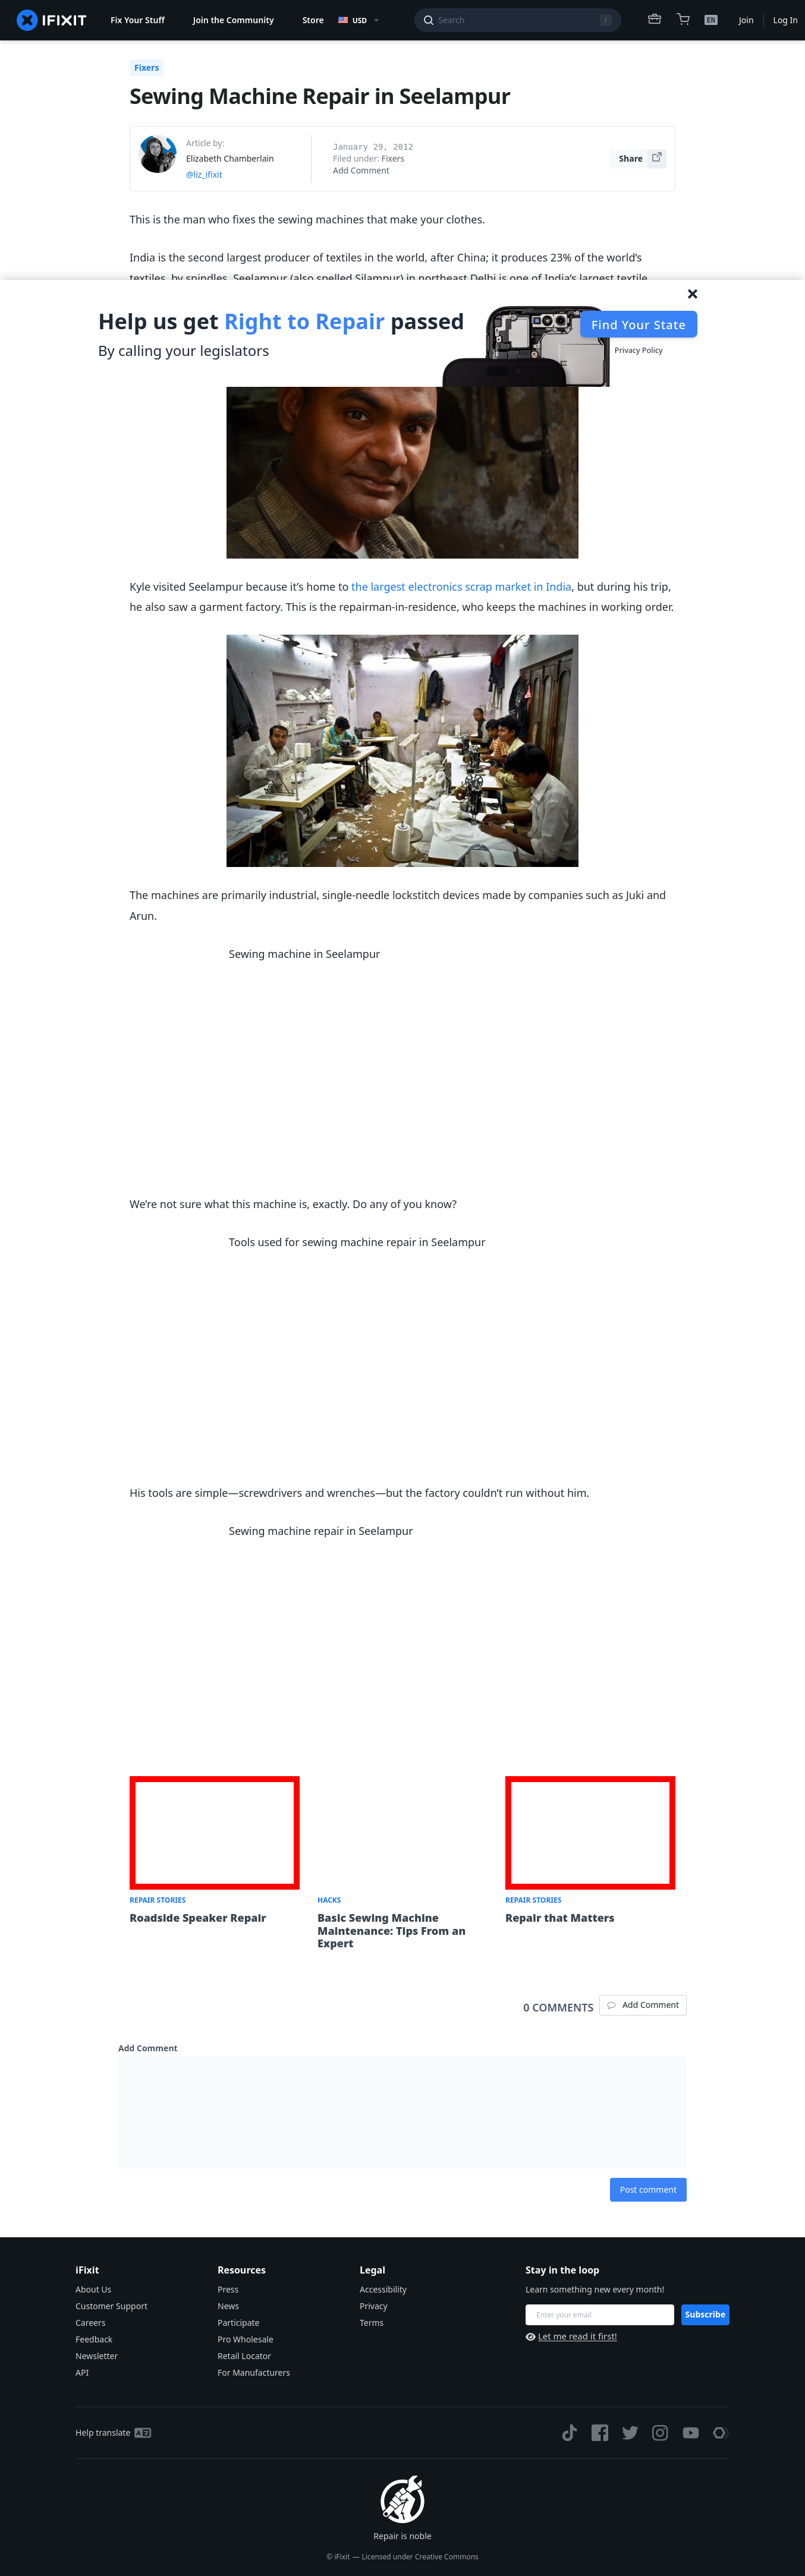 IFIXIT Fix Your Stuff Join the Community Store USD Search / EN Join Log In
Fixers
Sewing Machine Repair in Seelampur
Article by:
Elizabeth Chamberlain
@liz_ifixit
January 29, 2012
Filed under: Fixers
Add Comment
Share
This is the man who fixes the sewing machines that make your clothes.
India is the second largest producer of textiles in the world, after China; it produces 23% of the world’s
textiles, by spindles. Seelampur (also spelled Silampur) in northeast Delhi is one of India’s largest textile
Help us get Right to Repair passed
By calling your legislators
Find Your State
Privacy Policy
Kyle visited Seelampur because it’s home to the largest electronics scrap market in India, but during his trip,
he also saw a garment factory. This is the repairman-in-residence, who keeps the machines in working order.
The machines are primarily industrial, single-needle lockstitch devices made by companies such as Juki and
Arun.
Sewing machine in Seelampur
We’re not sure what this machine is, exactly. Do any of you know?
Tools used for sewing machine repair in Seelampur
His tools are simple—screwdrivers and wrenches—but the factory couldn’t run without him.
Sewing machine repair in Seelampur
REPAIR STORIES
Roadside Speaker Repair
HACKS
Basic Sewing Machine
Maintenance: Tips From an
Expert
REPAIR STORIES
Repair that Matters
0 COMMENTS
Add Comment
Add Comment
Post comment
iFixit
About Us
Customer Support
Careers
Feedback
Newsletter
API
Resources
Press
News
Participate
Pro Wholesale
Retail Locator
For Manufacturers
Legal
Accessibility
Privacy
Terms
Stay in the loop
Learn something new every month!
Enter your email
Subscribe
Let me read it first!
Help translate
Repair is noble
© iFixit — Licensed under Creative Commons